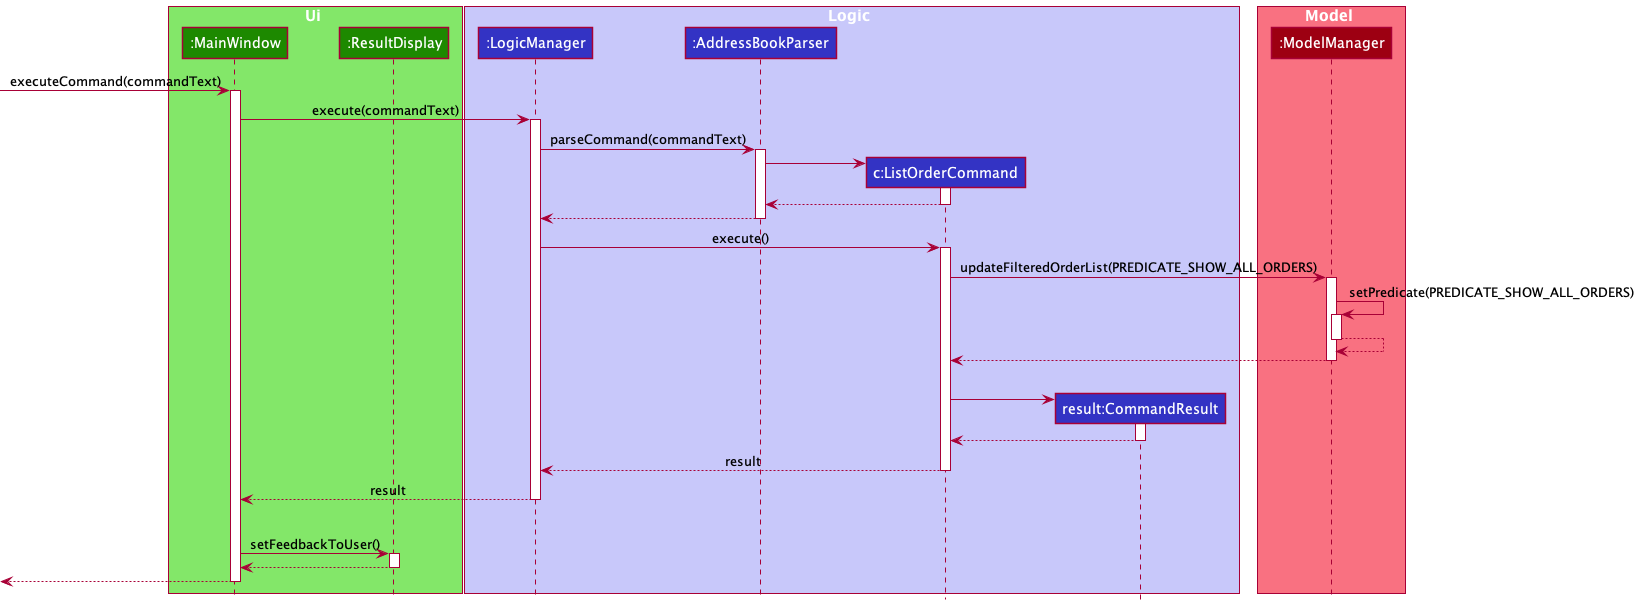 Ui
Logic
Model
:MainWindow
:ResultDisplay
:LogicManager
:AddressBookParser
:ModelManager
executeCommand(commandText)
execute(commandText)
parseCommand(commandText)
c:ListOrderCommand
execute()
updateFilteredOrderList(PREDICATE_SHOW_ALL_ORDERS)
setPredicate(PREDICATE_SHOW_ALL_ORDERS)
result:CommandResult
result
result
setFeedbackToUser()